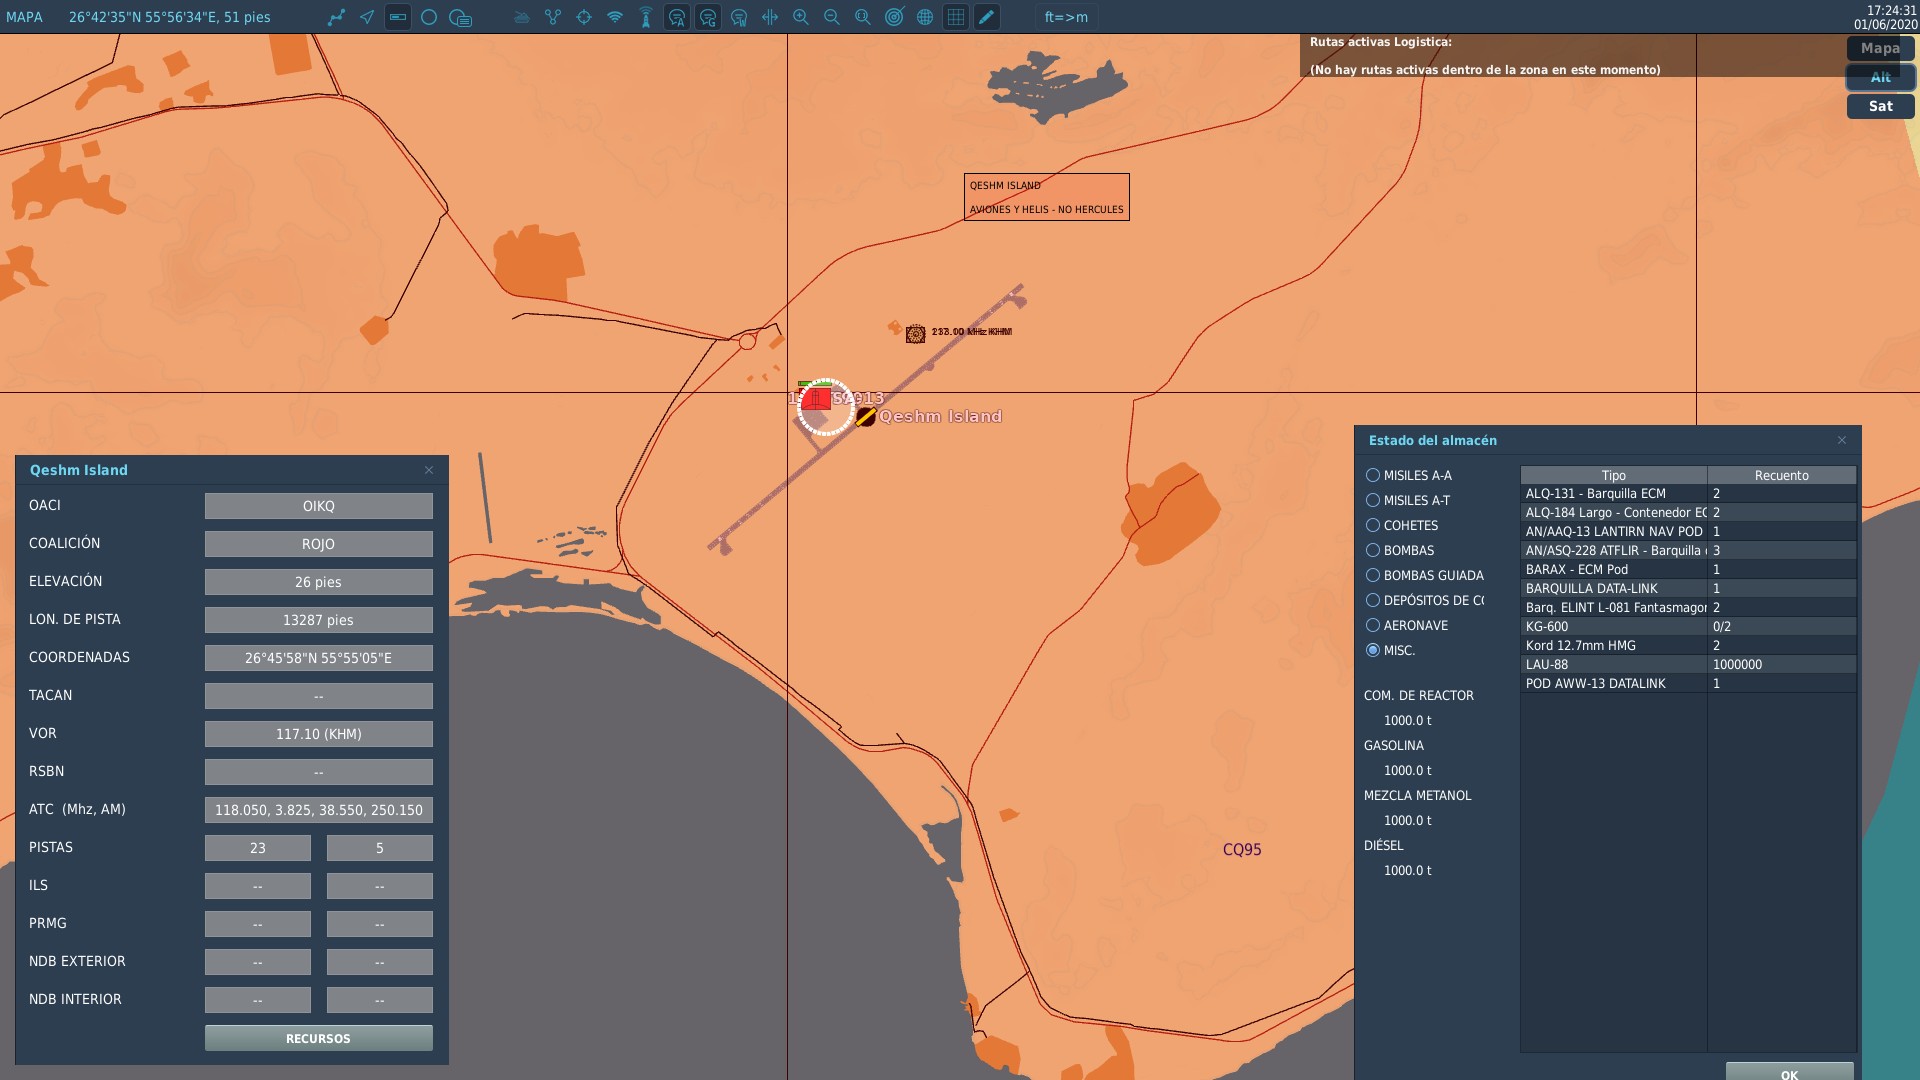 MAPA
26°42'35"N 55°56'34"E, 51 pies
ft=>m
17:24:31
01/06/2020
Rutas activas Logistica:
(No hay rutas activas dentro de la zona en este momento)
Mapa
Alt
Sat
QESHM ISLAND
AVIONES Y HELIS - NO HERCULES
Qeshm Island
CQ95
Qeshm Island
OACI
OIKQ
COALICIÓN
ROJO
ELEVACIÓN
26 pies
LON. DE PISTA
13287 pies
COORDENADAS
26°45'58"N 55°55'05"E
TACAN
--
VOR
117.10 (KHM)
RSBN
--
ATC (Mhz, AM)
118.050, 3.825, 38.550, 250.150
PISTAS
23
5
ILS
--
--
PRMG
--
--
NDB EXTERIOR
--
--
NDB INTERIOR
--
--
RECURSOS
Estado del almacén
MISILES A-A
MISILES A-T
COHETES
BOMBAS
BOMBAS GUIADA
DEPÓSITOS DE
AERONAVE
MISC.
COM. DE REACTOR
1000.0 t
GASOLINA
1000.0 t
MEZCLA METANOL
1000.0 t
DIÉSEL
1000.0 t
Tipo Recuento
ALQ-131 - Barquilla ECM 2
ALQ-184 Largo - Contenedor 2
AN/AAQ-13 LANTIRN NAV POD 1
AN/ASQ-228 ATFLIR - Barquilla 3
BARAX - ECM Pod 1
BARQUILLA DATA-LINK 1
Barq. ELINT L-081 Fantasmagor 2
KG-600 0/2
Kord 12.7mm HMG 2
LAU-88 1000000
POD AWW-13 DATALINK 1
OK